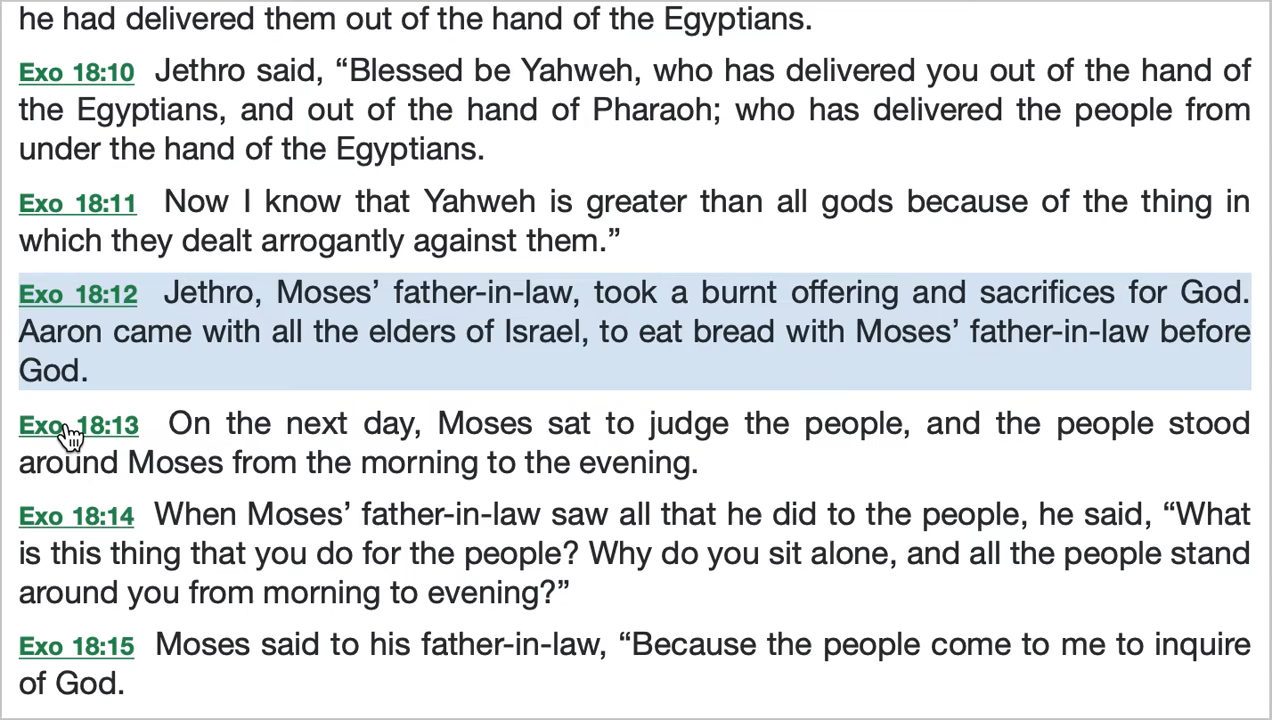 he had delivered them out of the hand of the Egyptians.
Exo 18:10 Jethro said, “Blessed be Yahweh, who has delivered you out of the hand of
the Egyptians, and out of the hand of Pharaoh; who has delivered the people from
under the hand of the Egyptians.
Exo 18:11 Now I know that Yahweh is greater than all gods because of the thing in
which they dealt arrogantly against them.”
Exo 18:12 Jethro, Moses’ father-in-law, took a burnt offering and sacrifices for God.
Aaron came with all the elders of Israel, to eat bread with Moses’ father-in-law before
God.
Exo 18:13 On the next day, Moses sat to judge the people, and the people stood
around Moses from the morning to the evening.
Exo 18:14 When Moses’ father-in-law saw all that he did to the people, he said, “What
is this thing that you do for the people? Why do you sit alone, and all the people stand
around you from morning to evening?”
Exo 18:15 Moses said to his father-in-law, “Because the people come to me to inquire
of God.